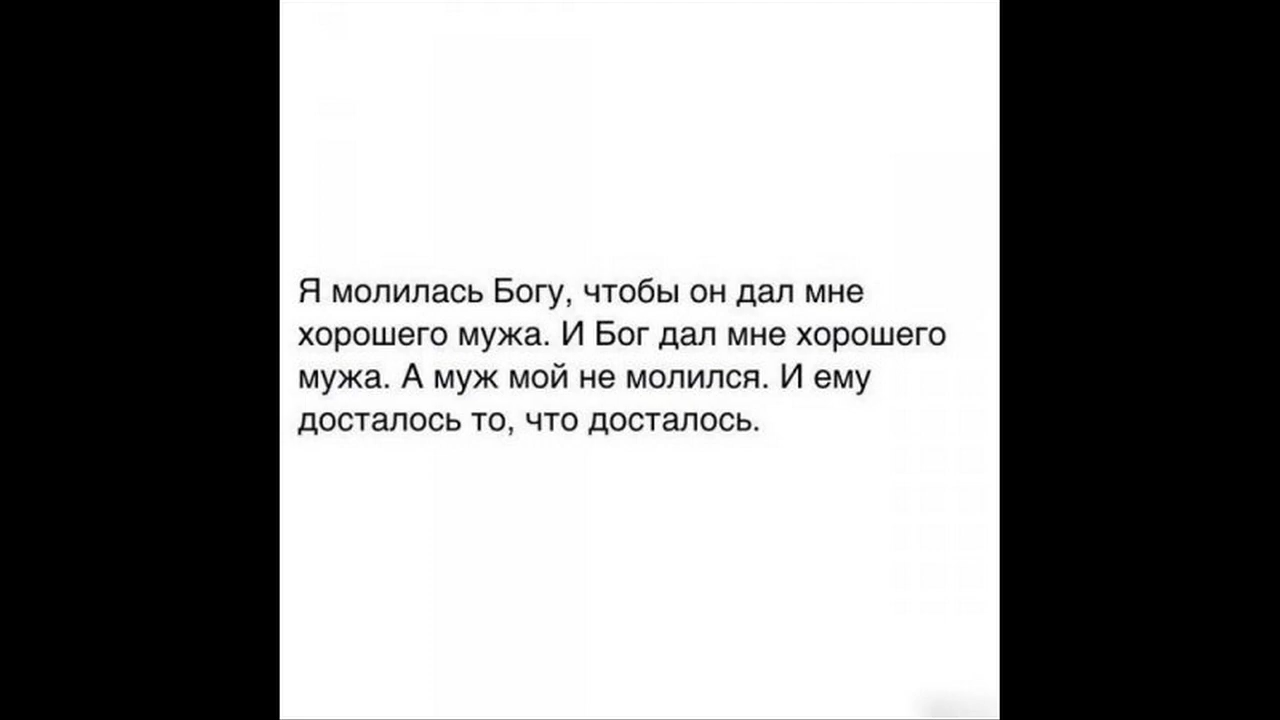 Я молилась Богу, чтобы он дал мне
хорошего мужа. И Бог дал мне хорошего
мужа. А муж мой не молился. И ему
досталось то, что досталось.